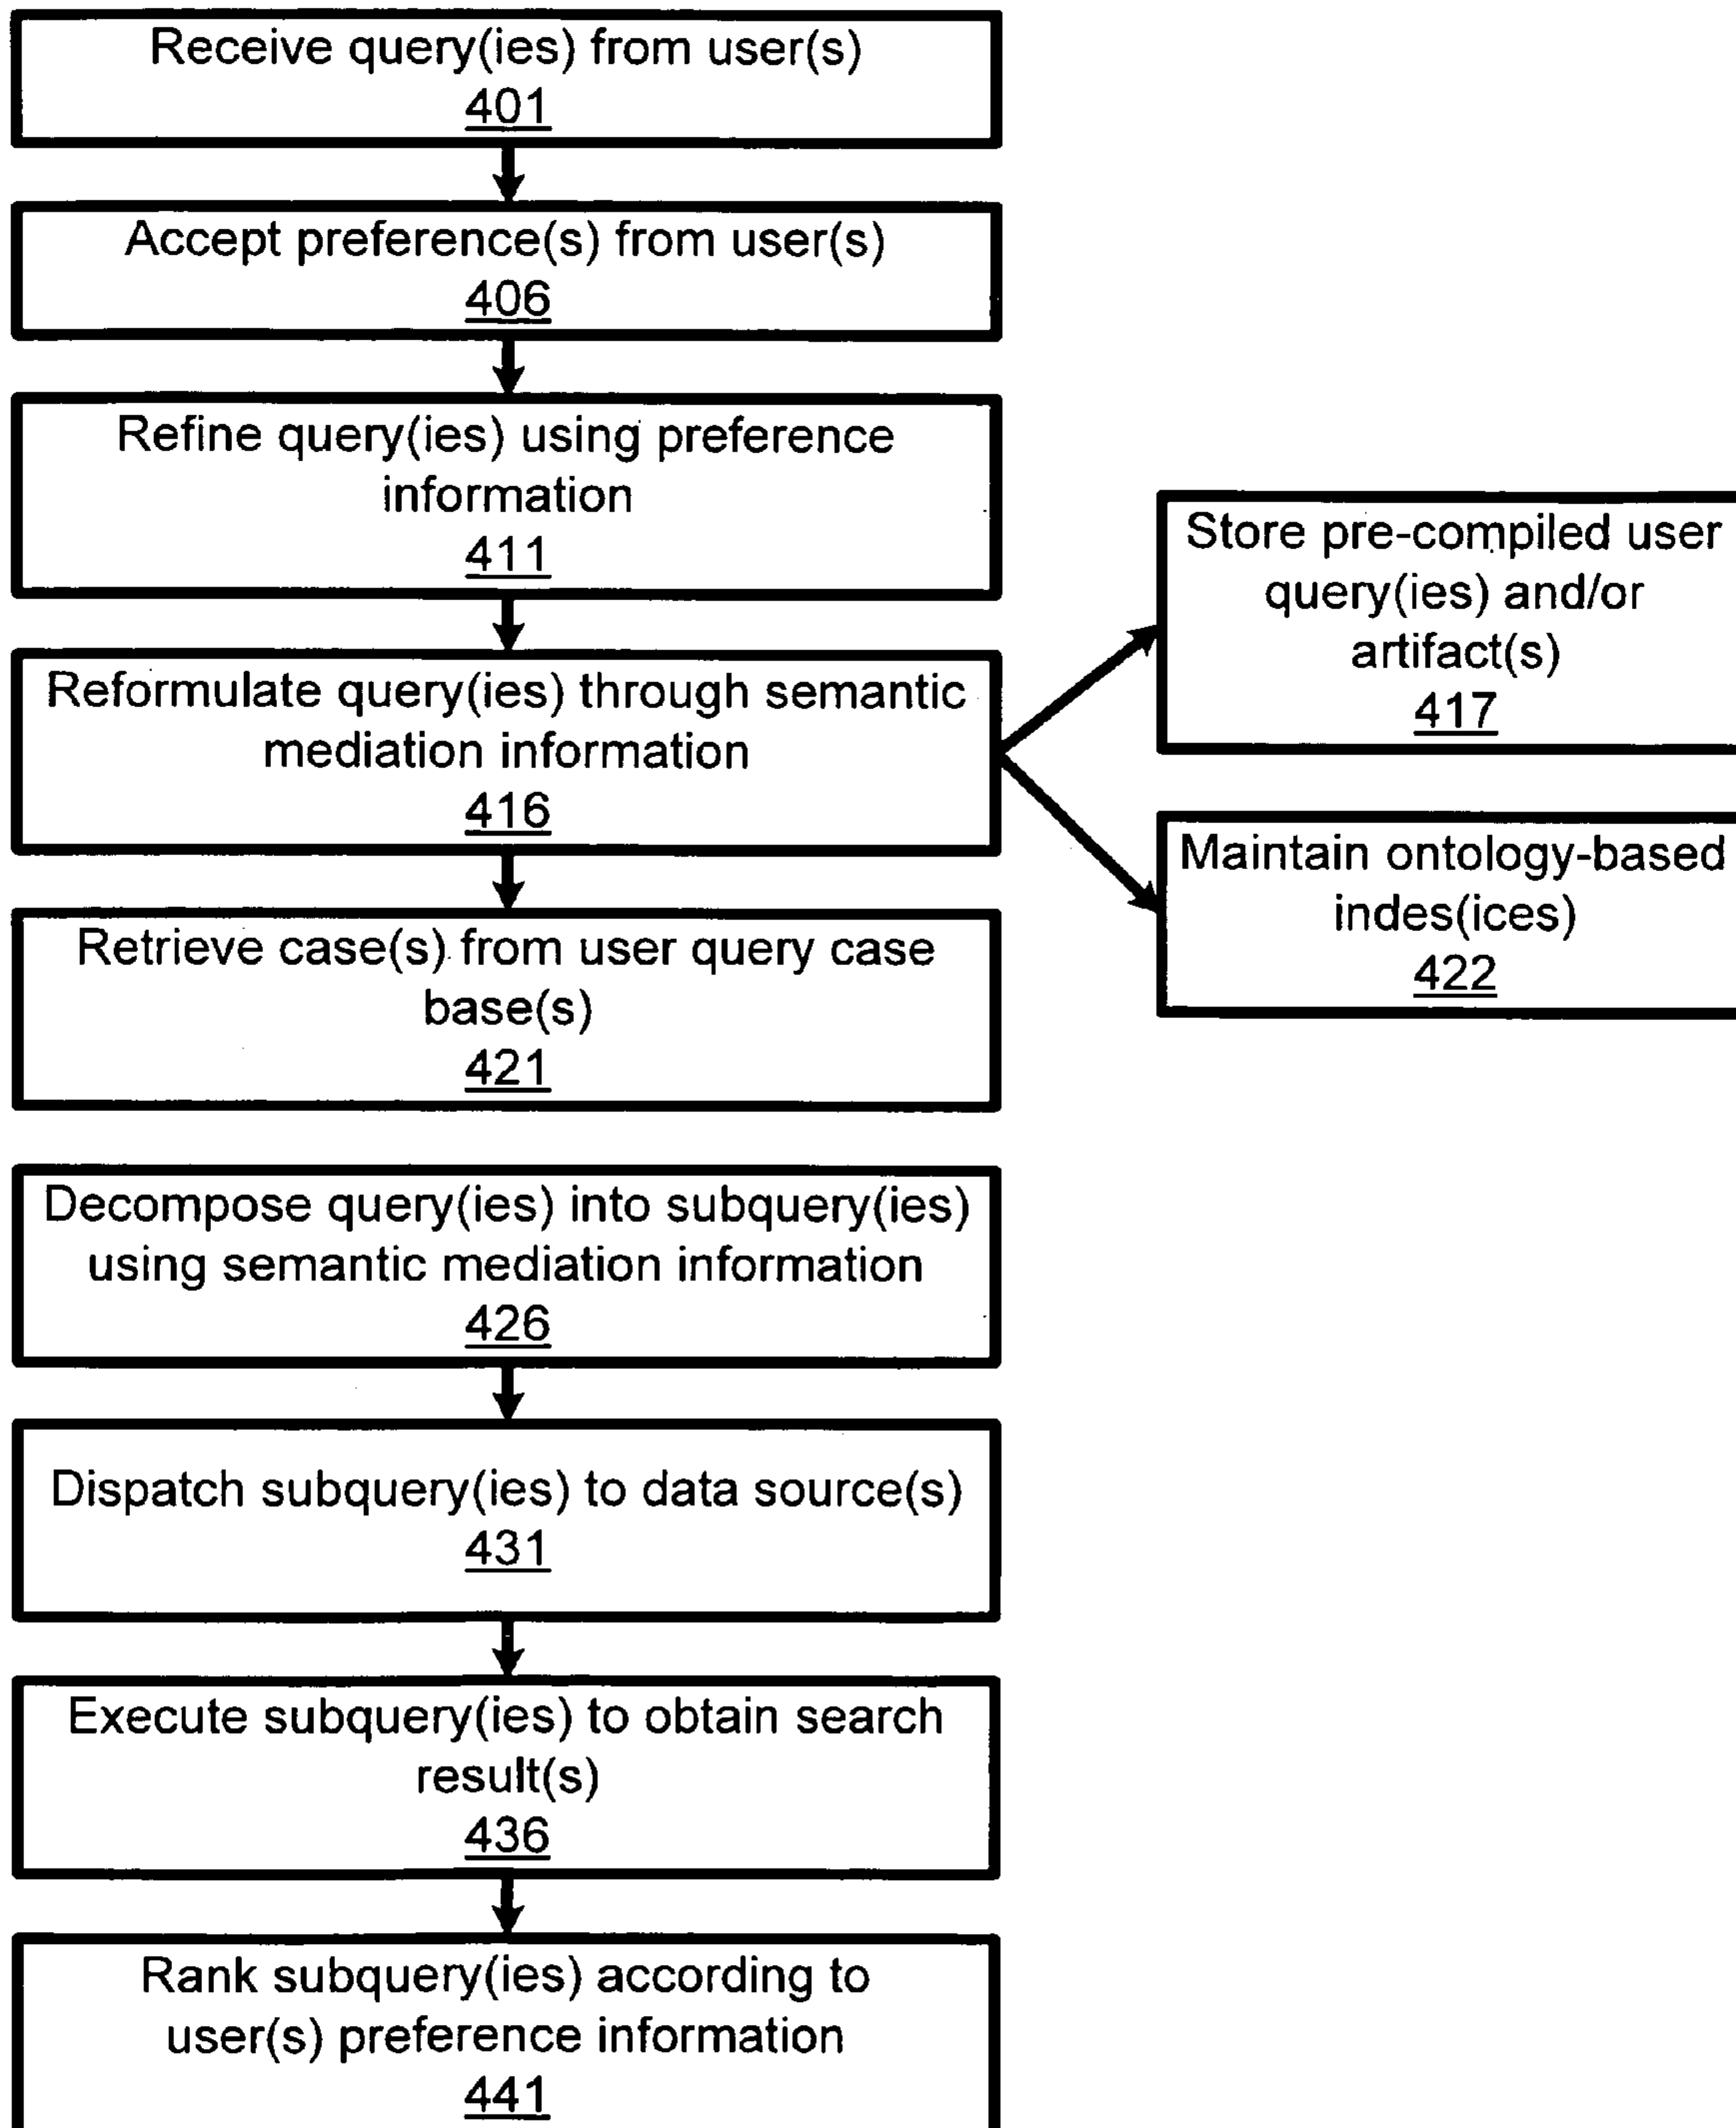 Receive query(ies) from user(s)
401
Accept preference(s) from user(s)
406
Refine query(ies) using preference
information
411
Reformulate query(ies) through semantic
mediation information
416
Store pre-compiled user
query(ies) and/or
artifact(s)
417
Maintain ontology-based
indes(ices)
422
Retrieve case(s) from user query case
base(s)
421
Decompose query(ies) into subquery(ies)
using semantic mediation information
426
Dispatch subquery(ies) to data source(s)
431
Execute subquery(ies) to obtain search
result(s)
436
Rank subquery(ies) according to
user(s) preference information
441